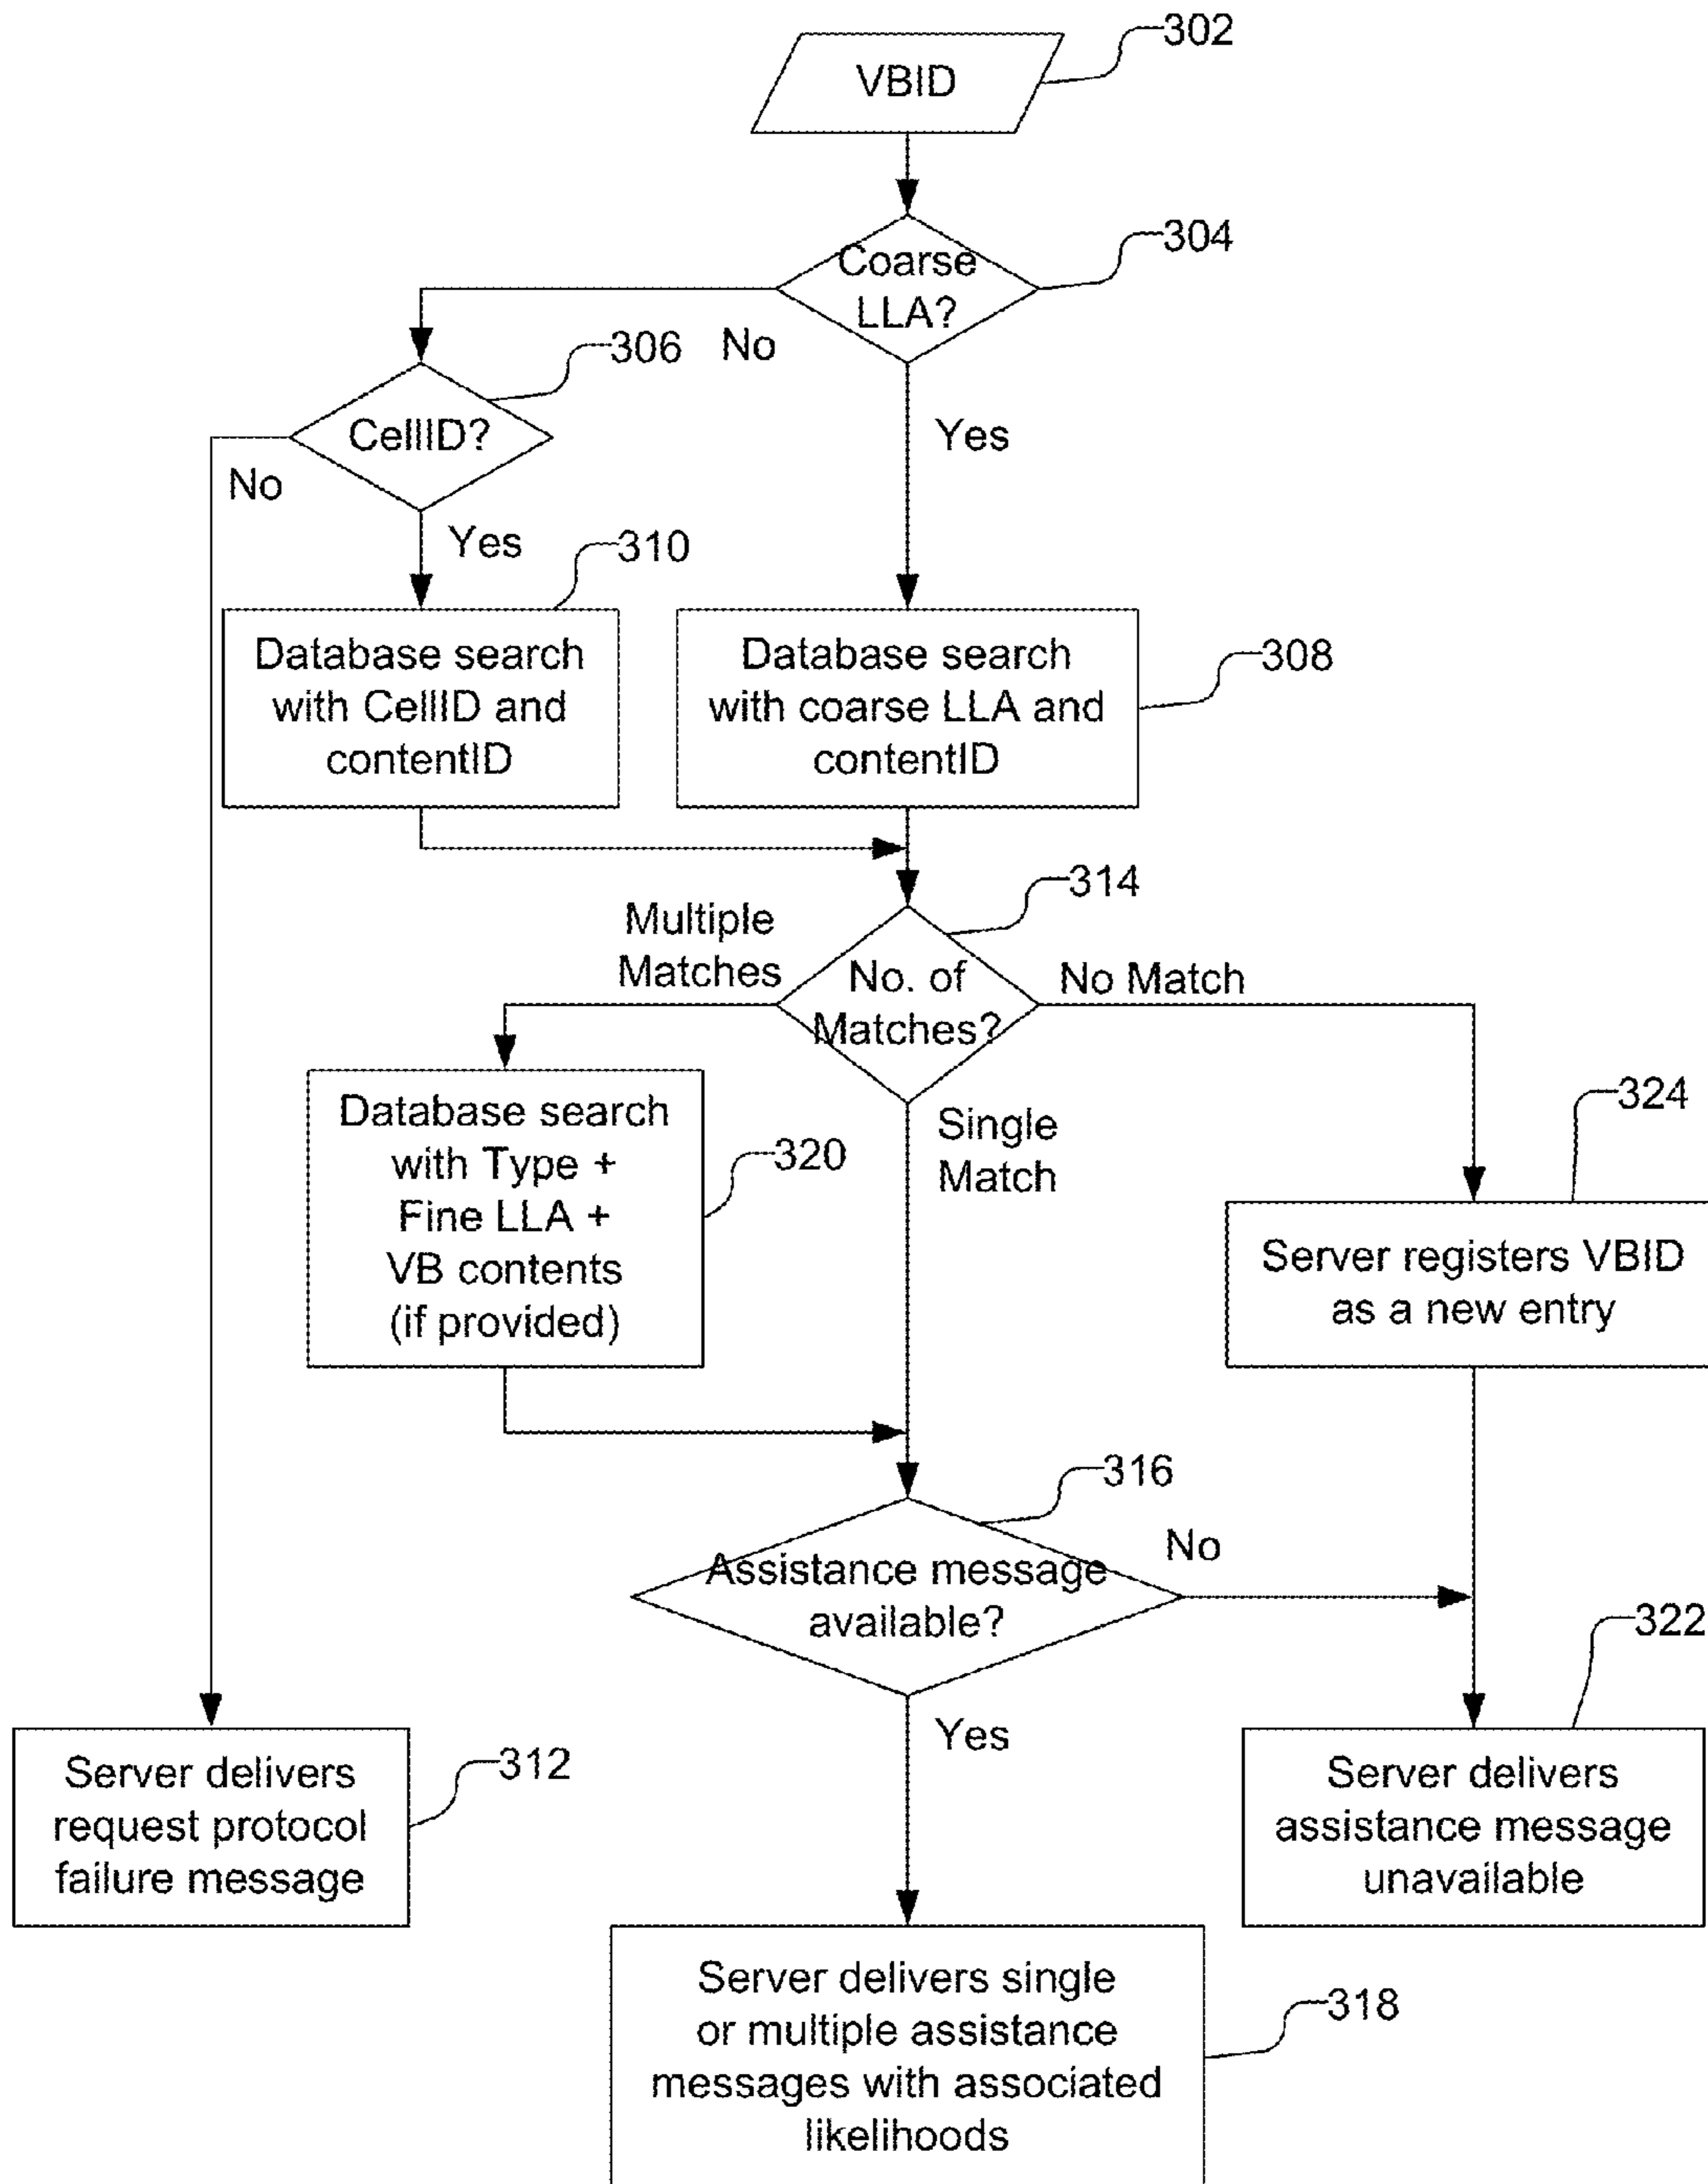 302
VBID
304
Coarse
LLA?
No
306
CellID?
No
Yes
Yes
310
Database search
with CellID and
contentID
Database search
with coarse LLA and
contentID
308
314
Multiple
Matches
No. of
Matches?
No Match
Database search
with Type +
Fine LLA +
VB contents
(if provided)
320
Single
Match
324
Server registers VBID
as a new entry
316
Assistance message
available?
No
322
Yes
Server delivers
request protocol
failure message
312
Server delivers
assistance message
unavailable
Server delivers single
or multiple assistance
messages with associated
likelihoods
318